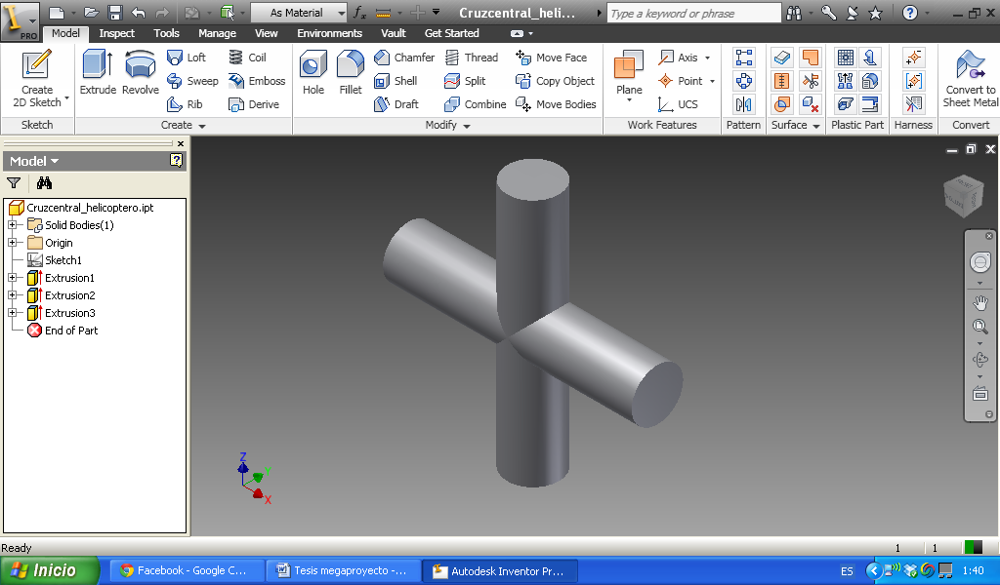 PRO
As Material
Cruzcentral_heli...
Type a keyword or phrase
Model Inspect Tools Manage View Environments Vault Get Started
Create
2D Sketch
Extrude
Revolve
Loft
Sweep
Rib
Coil
Emboss
Derive
Hole
Fillet
Chamfer
Shell
Draft
Thread
Split
Combine
Move Face
Copy Object
Move Bodies
Plane
Axis
Point
UCS
Convert to
Sheet Metal
Sketch
Create
Modify
Work Features
Pattern
Surface
Plastic Part
Harness
Convert
Model
Cruzcentral_helicoptero.ipt
Solid Bodies(1)
Origin
Sketch1
Extrusion1
Extrusion2
Extrusion3
End of Part
FRONT
Z
Y
X
Ready
1 1
Inicio
Facebook - Google C...
Tesis megaproyecto -...
Autodesk Inventor Pr...
ES
1:40